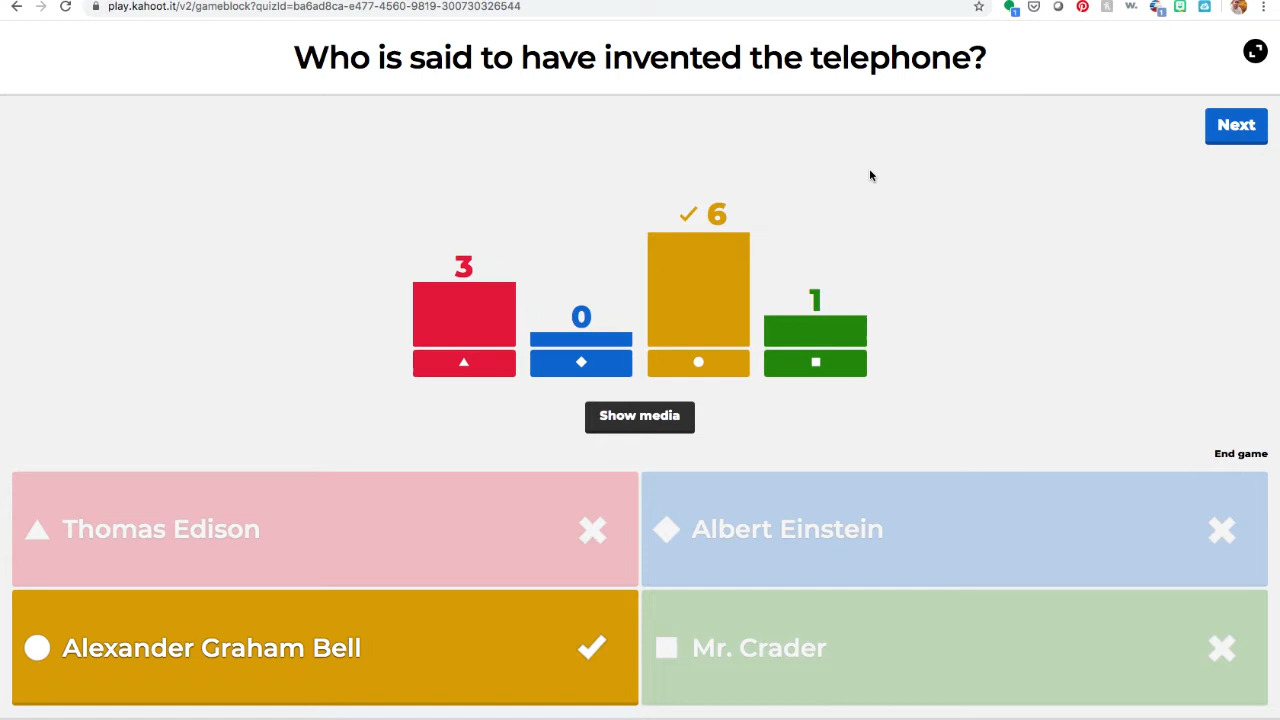 play.kahoot.it/v2/gameblock?quizId=ba6ad8ca-e477-4560-9819-300730326544
Who is said to have invented the telephone?
Next
3
0
6
1
Show media
End game
Thomas Edison
Albert Einstein
Alexander Graham Bell
Mr. Crader